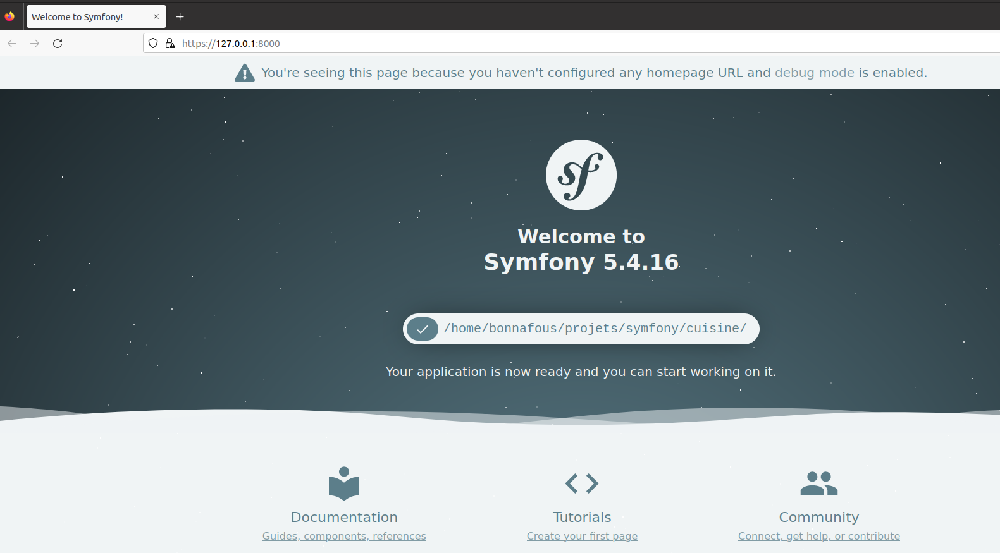 Welcome to Symfony!
https://127.0.0.1:8000
You're seeing this page because you haven't configured any homepage URL and debug mode is enabled.
sf
Welcome to
Symfony 5.4.16
/home/bonnafous/projets/symfony/cuisine/
Your application is now ready and you can start working on it.
Documentation
Guides, components, references
Tutorials
Create your first page
Community
Connect, get help, or contribute